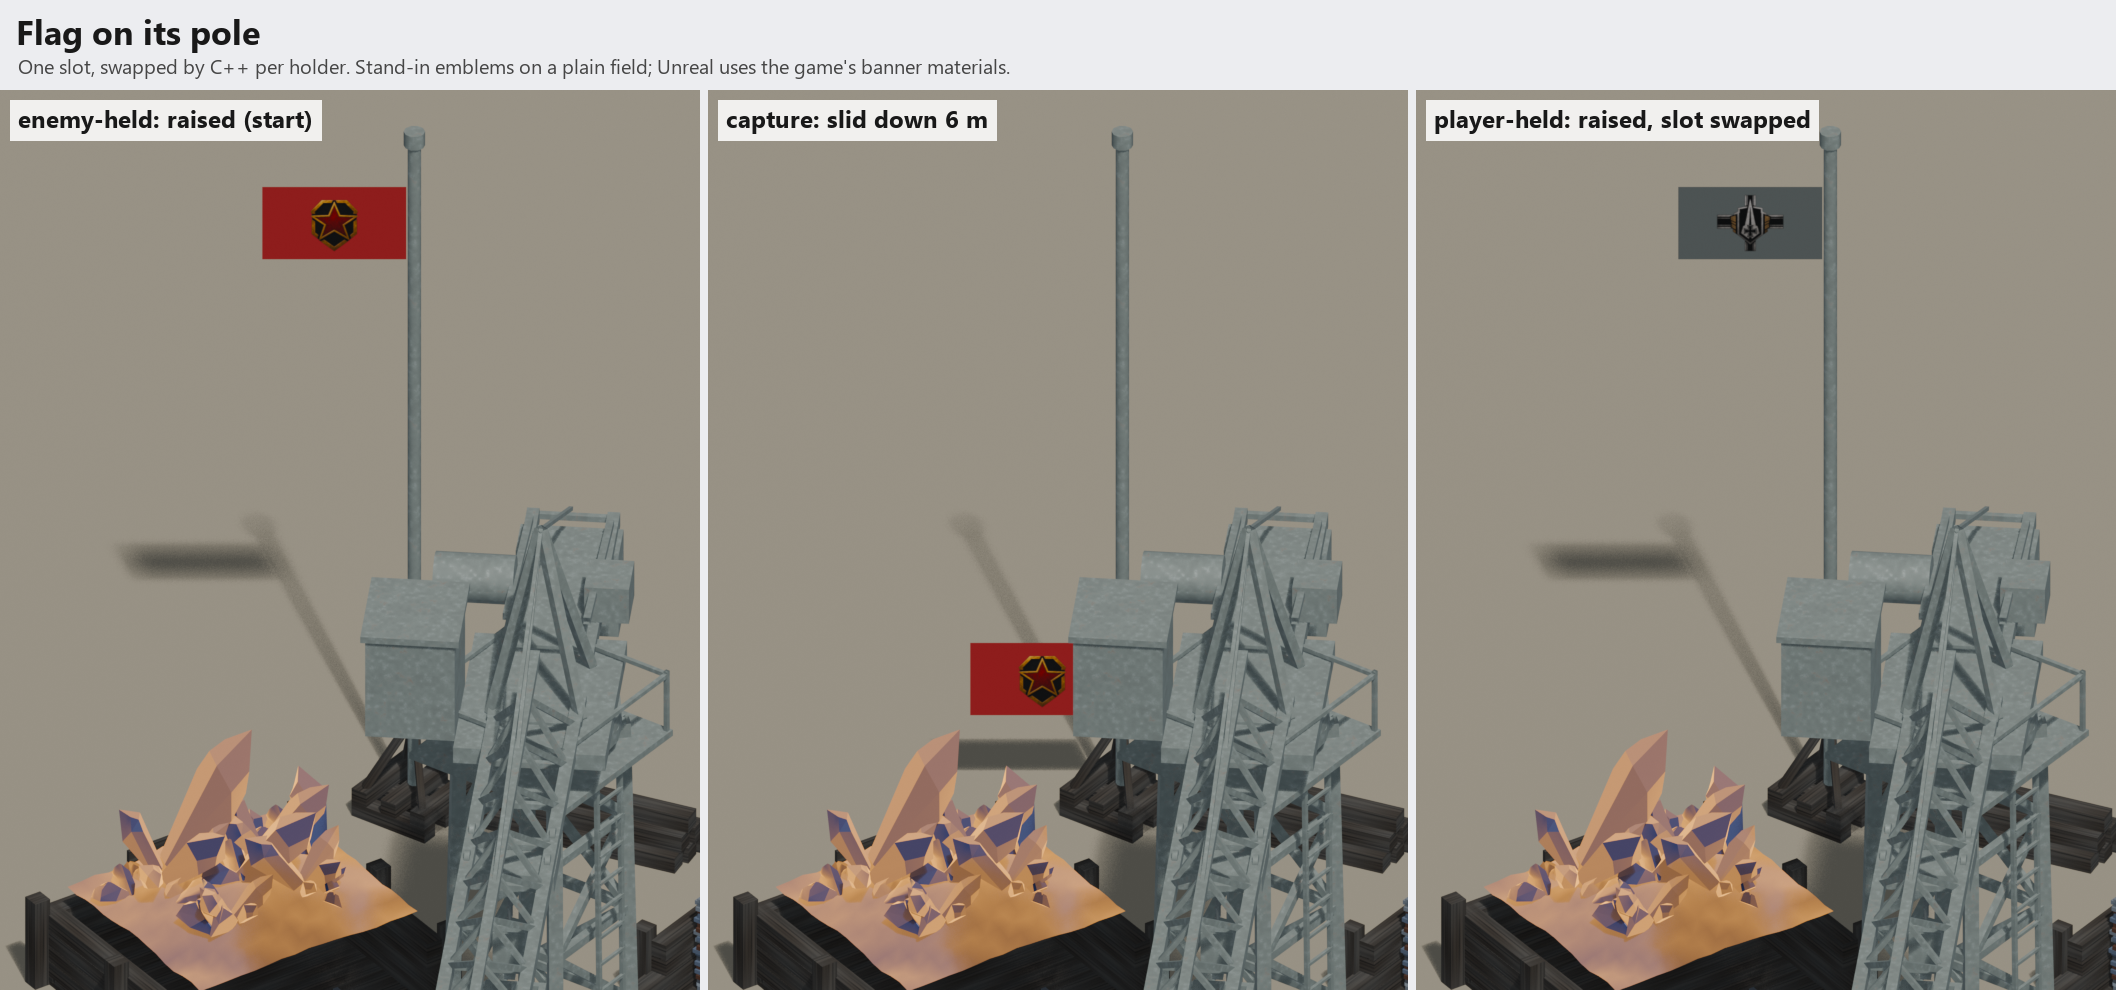 Flag on its pole
One slot, swapped by C++ per holder. Stand-in emblems on a plain field; Unreal uses the game's banner materials.
enemy-held: raised (start)
capture: slid down 6 m
player-held: raised, slot swapped